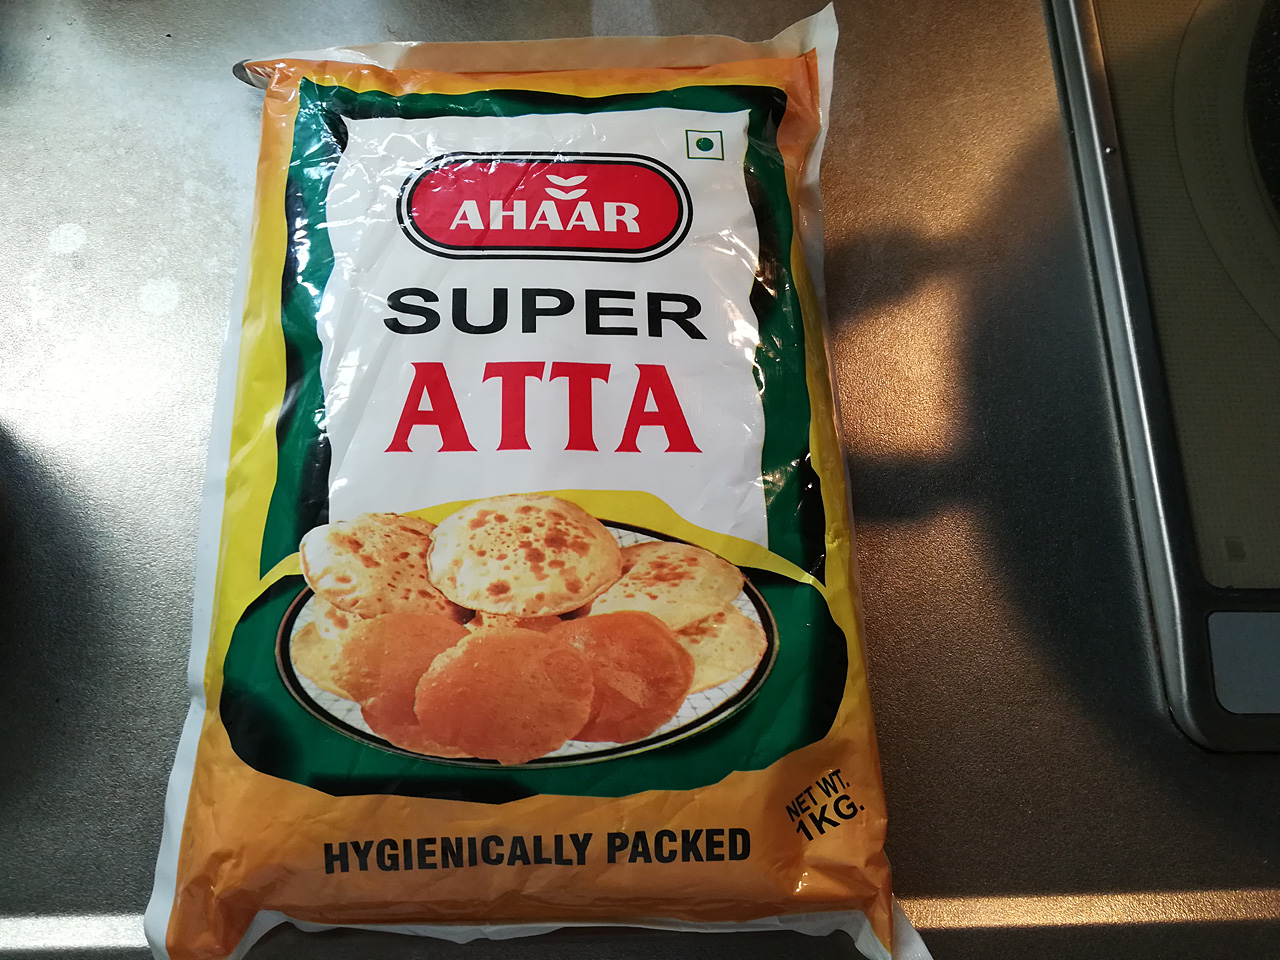 AHAAR
SUPER
ATTA
NET WT.
1KG.
HYGIENICALLY PACKED